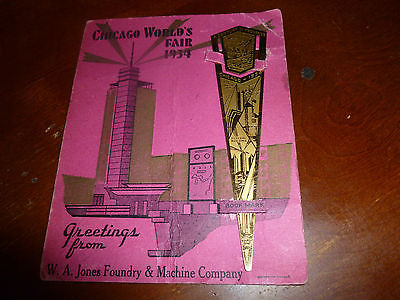 CHICAGO WORLD'S
FAIR
1934
BOOK MARK
Greetings
from
W. A. Jones Foundry & Machine Company